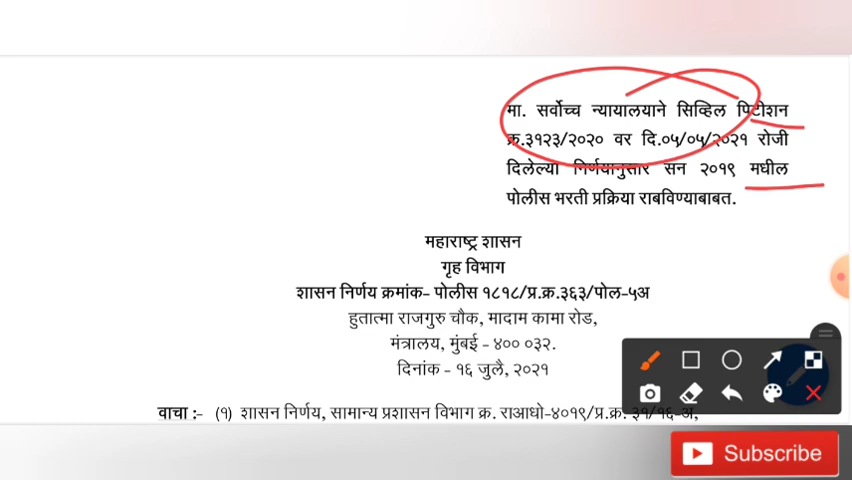 मा. सर्वोच्च न्यायालयाने सिव्हिल पिटीशन
क्र.३१२३/२०२० वर दि.०५/०५/२०२१ रोजी
दिलेल्या निर्णयानुसार सन २०१९ मधील
पोलीस भरती प्रक्रिया राबविण्याबाबत.
महाराष्ट्र शासन
गृह विभाग
शासन निर्णय क्रमांक- पोलीस १८१८/प्र.क्र.३६३/पोल-५अ
हुतात्मा राजगुरु चौक, मादाम कामा रोड,
मंत्रालय, मुंबई - ४०० ०३२.
दिनांक - १६ जुलै, २०२१
वाचा :- (१) शासन निर्णय, सामान्य प्रशासन विभाग क्र. राआधो-४०१९/प्र.क्र. ३१/१६-अ,
Subscribe